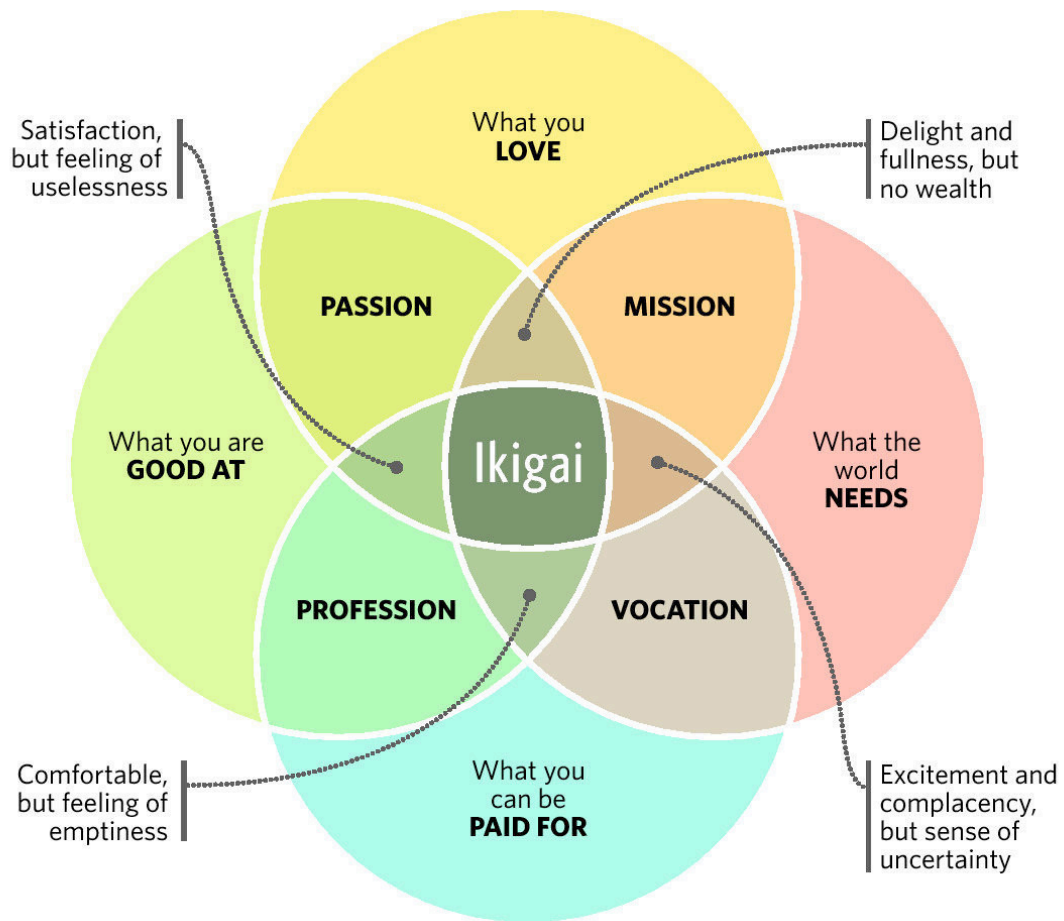 What you
LOVE
Satisfaction,
but feeling of
uselessness
Delight and
fullness, but
no wealth
PASSION
MISSION
What you are
GOOD AT
Ikigai
What the
world
NEEDS
PROFESSION
VOCATION
Comfortable,
but feeling of
emptiness
What you
can be
PAID FOR
Excitement and
complacency,
but sense of
uncertainty